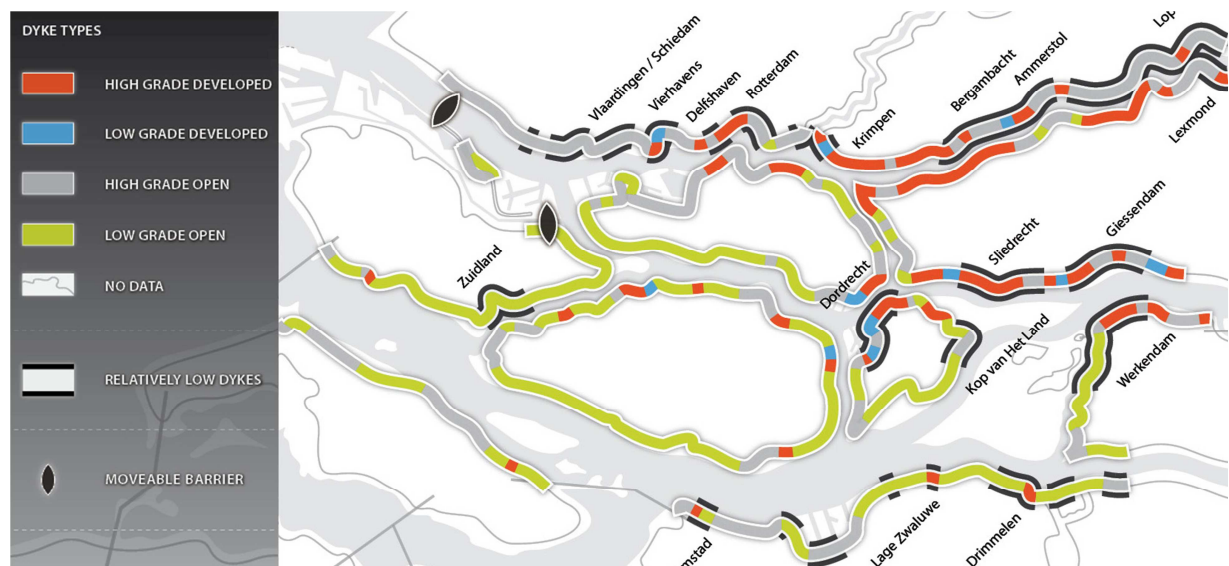 DYKE TYPES
HIGH GRADE DEVELOPED
LOW GRADE DEVELOPED
HIGH GRADE OPEN
LOW GRADE OPEN
NO DATA
RELATIVELY LOW DYKES
MOVEABLE BARRIER
Vlaardingen / Schiedam
Vierhavens
Delfshaven
Rotterdam
Krimpen
Bergambacht
Ammerstol
Lop
Lexmond
Zuidland
Dordrecht
Sliedrecht
Giessendam
Kop van Het Land
Werkendam
mstad
Lage Zwaluwe
Drimmelen